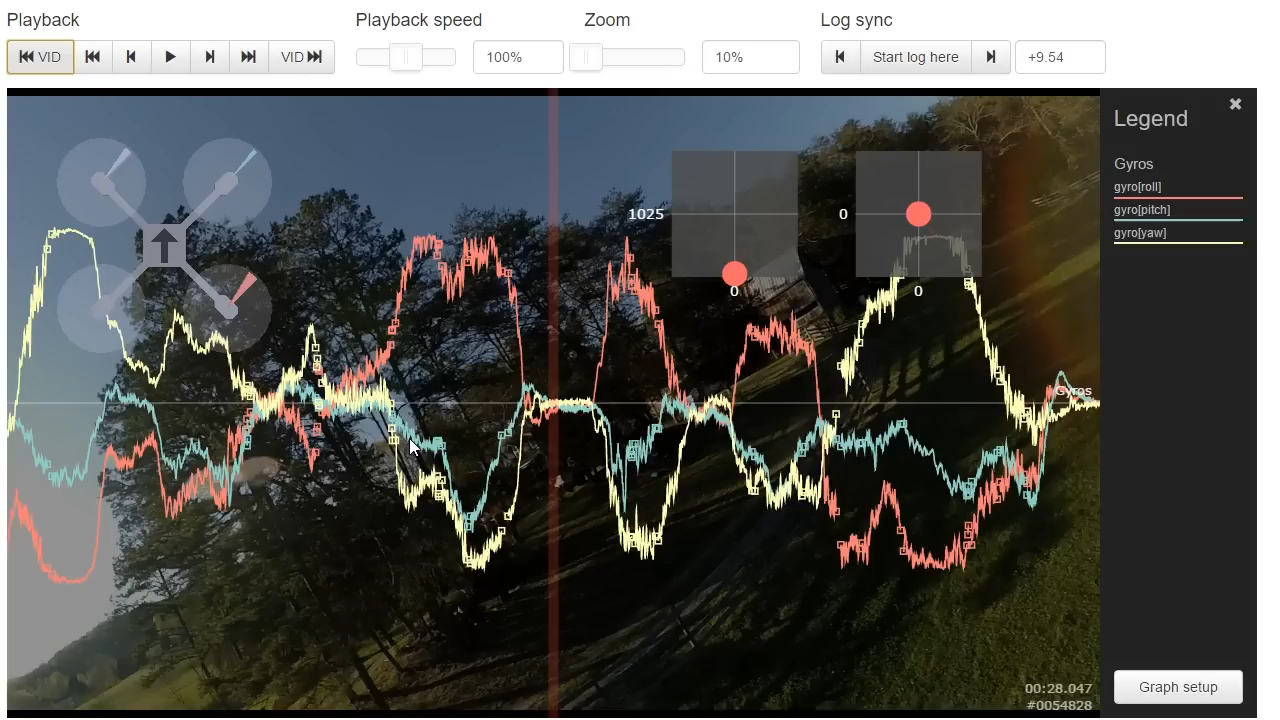 Playback
Playback speed
Zoom
Log sync
VID
VID
100%
10%
Start log here
+9.54
Legend
Gyros
gyro[roll]
gyro[pitch]
gyro[yaw]
1025
0
0
0
Gyros
00:28.047
#0054828
Graph setup